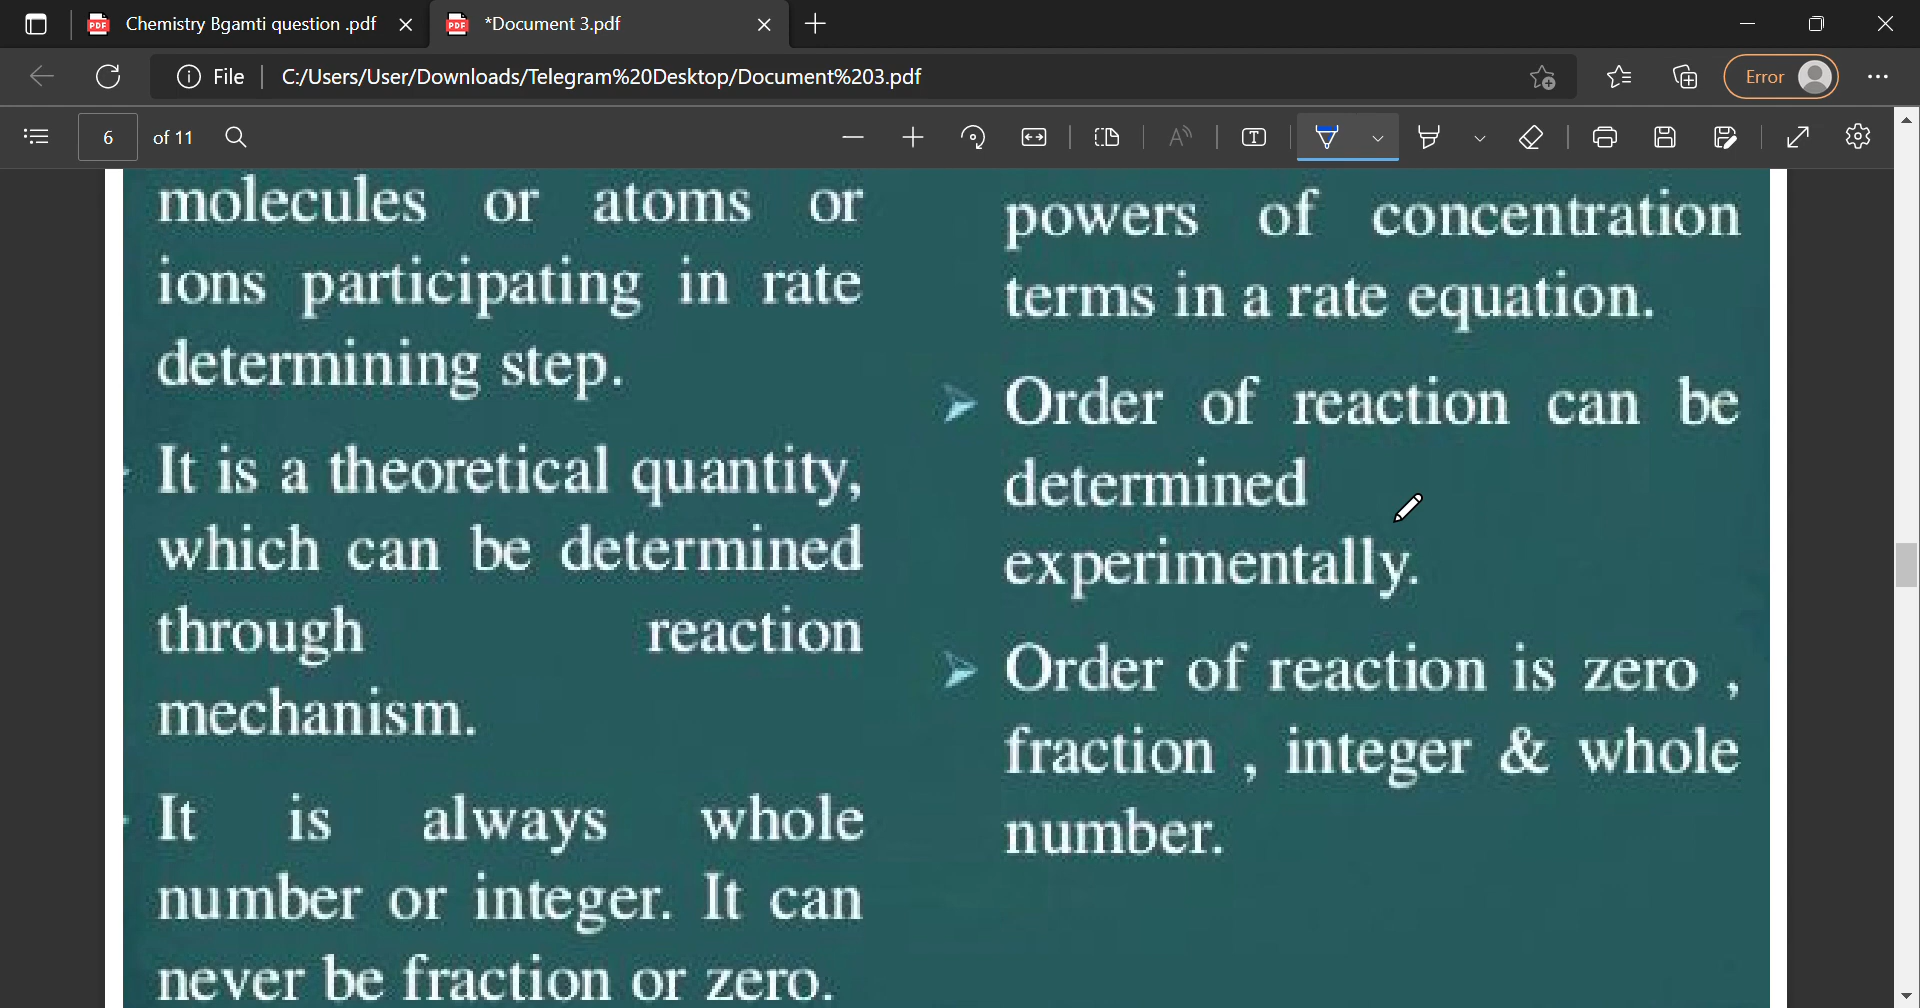 Chemistry Bgamti question .pdf
*Document 3.pdf
File
C:/Users/User/Downloads/Telegram%20Desktop/Document%203.pdf
Error
6 of 11
molecules or atoms or
ions participating in rate
determining step.
It is a theoretical quantity,
which can be determined
through reaction
mechanism.
It is always whole
number or integer. It can
never be fraction or zero.
powers of concentration
terms in a rate equation.
➢ Order of reaction can be
determined
experimentally.
➢ Order of reaction is zero ,
fraction , integer & whole
number.